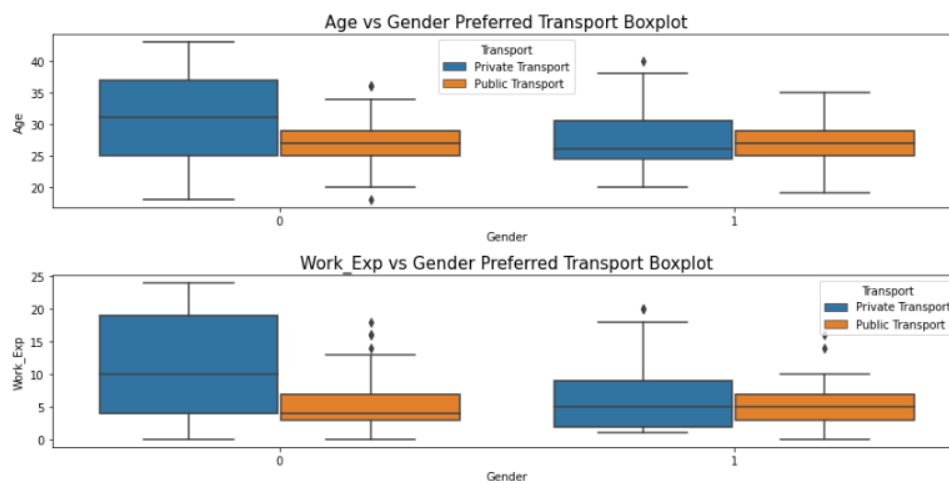 Age vs Gender Preferred Transport Boxplot
Transport
Private Transport
Public Transport
Age
40
35
30
25
20
0 1
Gender
Work_Exp vs Gender Preferred Transport Boxplot
Transport
Private Transport
Public Transport
Work_Exp
25
20
15
10
5
0
0 1
Gender